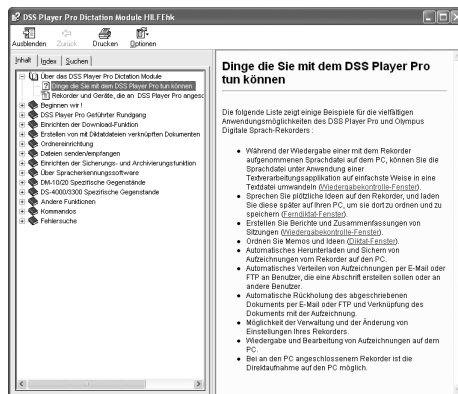 DSS Player Pro Dictation Module HILFEhk
Ausblenden Zurück Drucken Optionen
Inhalt Index Suchen
Über das DSS Player Pro Dictation Module
Dinge die Sie mit dem DSS Player Pro tun können
Rekorder und Geräte, die an DSS Player Pro angesc
Beginnen wir !
DSS Player Pro Geführter Rundgang
Einrichten der Download-Funktion
Erstellen von mit Diktatdateien verknüpften Dokumenten
Ordnereinrichtung
Dateien senden/empfangen
Einrichten der Sicherungs- und Archivierungsfunktion
Über Spracherkennungssoftware
DM-10/20 Spezifische Gegenstände
DS-4000/3300 Spezifische Gegenstande
Andere Funktionen
Kommandos
Fehlersuche
Dinge die Sie mit dem DSS Player Pro
tun können
Die folgende Liste zeigt einige Beispiele für die vielfältigen
Anwendungsmöglichkeiten des DSS Player Pro und Olympus
Digitale Sprach-Rekorders :
• Während der Wiedergabe einer mit dem Rekorder
aufgenommenen Sprachdatei auf dem PC, können Sie die
Sprachdatei unter Anwendung einer
Textverarbeitungsapplikation auf einfachste Weise in eine
Textdatei umwandeln (Wiedergabekontrolle-Fenster).
• Sprechen Sie plötzliche Ideen auf den Rekorder, und laden
Sie diese später auf Ihren PC, um sie dort zu ordnen und zu
speichern (Ferndiktat-Fenster).
• Erstellen Sie Berichte und Zusammenfassungen von
Sitzungen (Wiedergabekontrolle-Fenster).
• Ordnen Sie Memos und Ideen (Diktat-Fenster).
• Automatisches Herunterladen und Sichern von
Aufzeichnungen vom Rekorder auf den PC.
• Automatisches Verteilen von Aufzeichnungen per E-Mail oder
FTP an Benutzer, die eine Abschrift erstellen sollen oder an
andere Benutzer.
• Automatische Rückholung des abgeschriebenen
Dokuments per E-Mail oder FTP und Verknüpfung des
Dokuments mit der Aufzeichnung.
• Möglichkeit der Verwaltung und der Änderung von
Einstellungen Ihres Rekorders.
• Wiedergabe und Bearbeitung von Aufzeichnungen auf dem
PC.
• Bei an den PC angeschlossenem Rekorder ist die
Direktaufnahme auf den PC möglich.